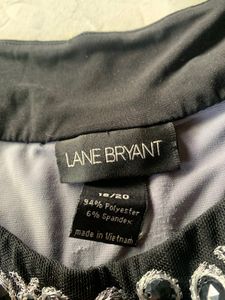 LANE BRYANT
18/20
94% Polyester
6% Spandex
made in Vietnam